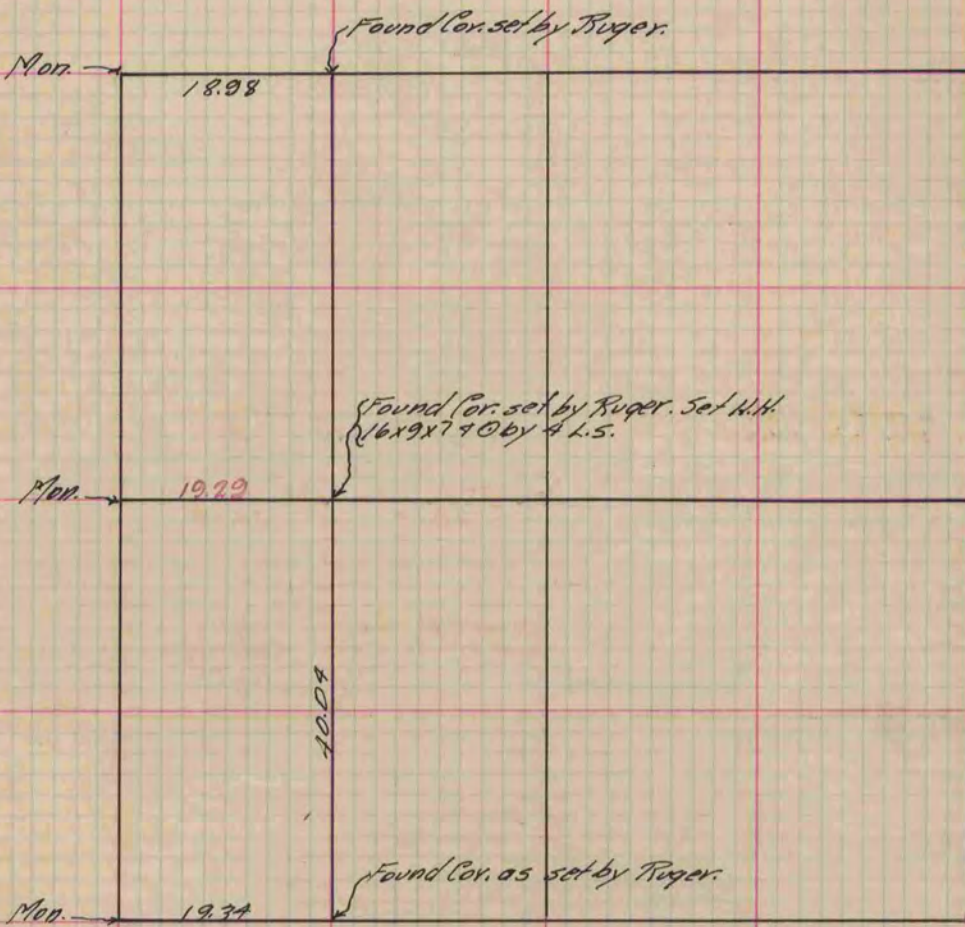 Found Cor. set by Ruger.
Mon.
18.98
Found Cor. set by Ruger. Set H.H.
16x9x7 & ⊙ by 4 L.S.
Mon.
19.29
40.04
Found Cor. as set by Ruger.
Mon.
19.34